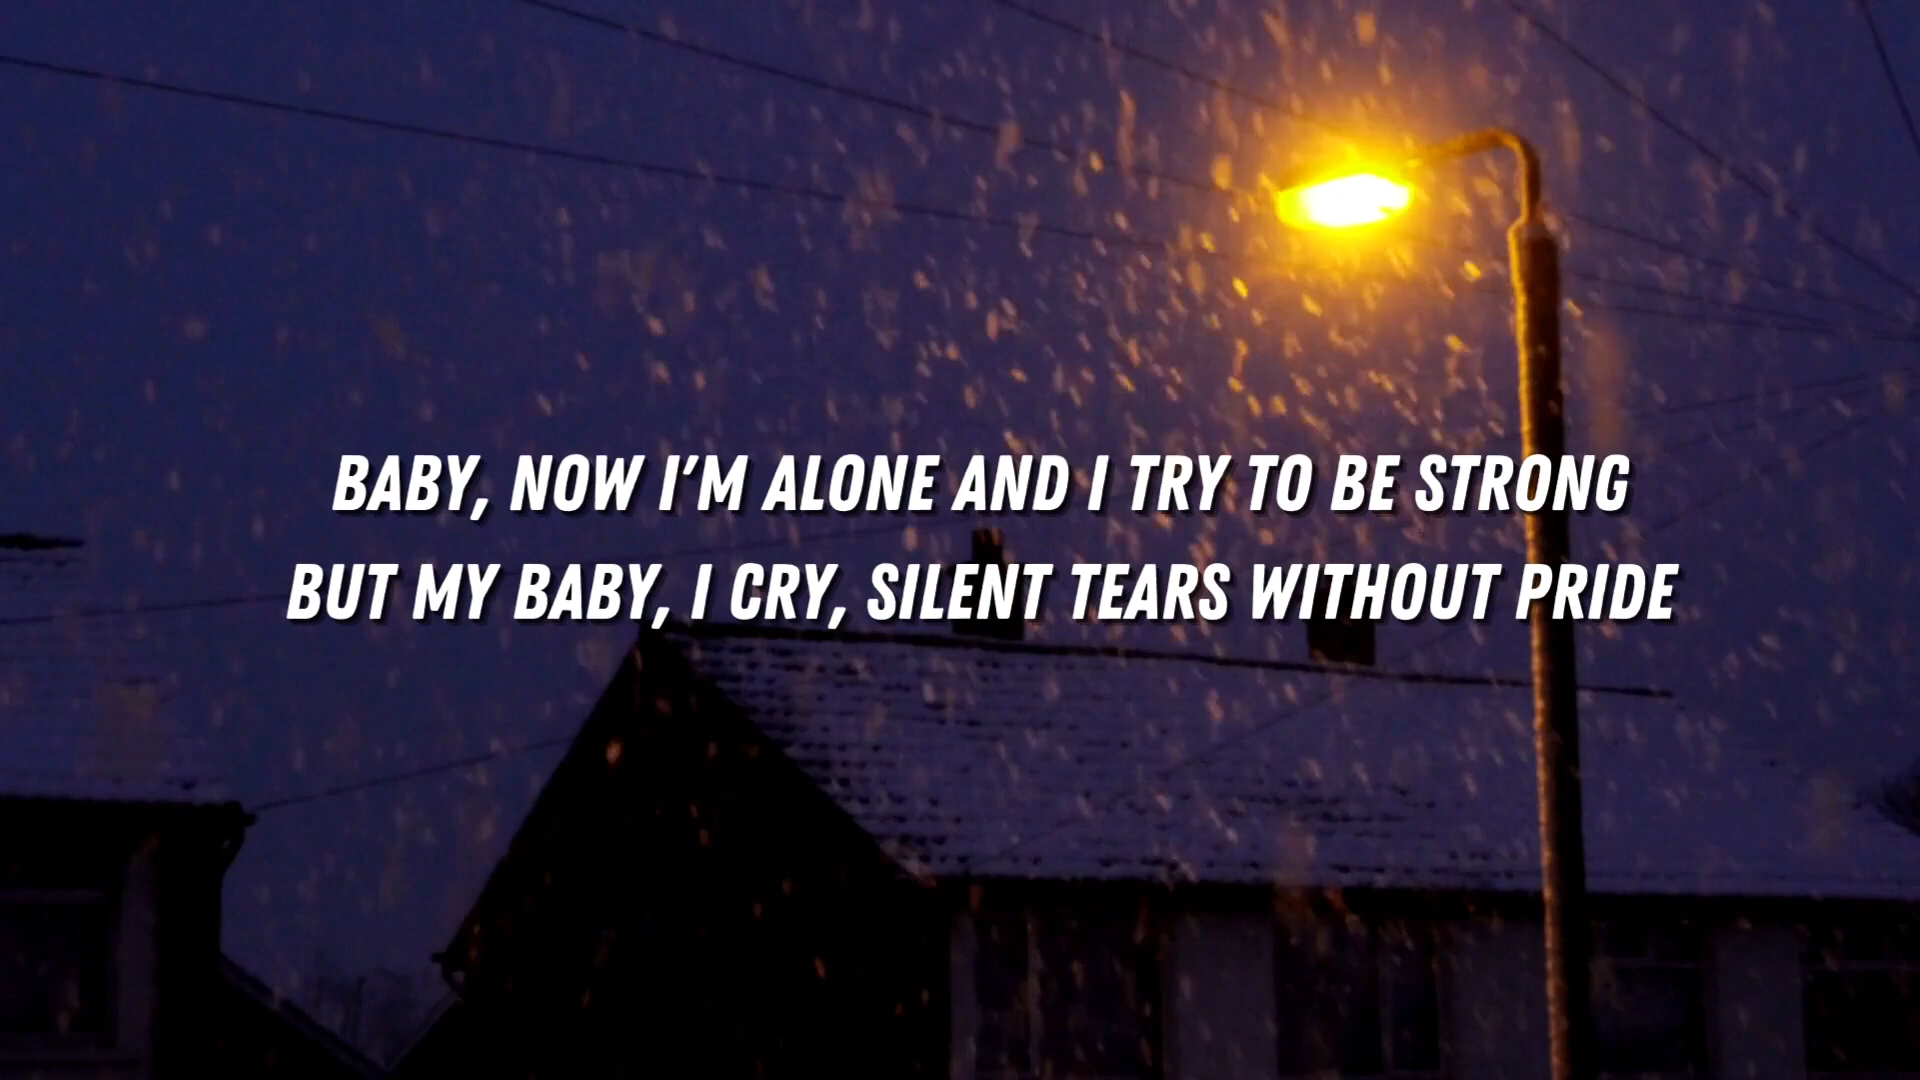 BABY, NOW I'M ALONE AND I TRY TO BE STRONG
BUT MY BABY, I CRY, SILENT TEARS WITHOUT PRIDE